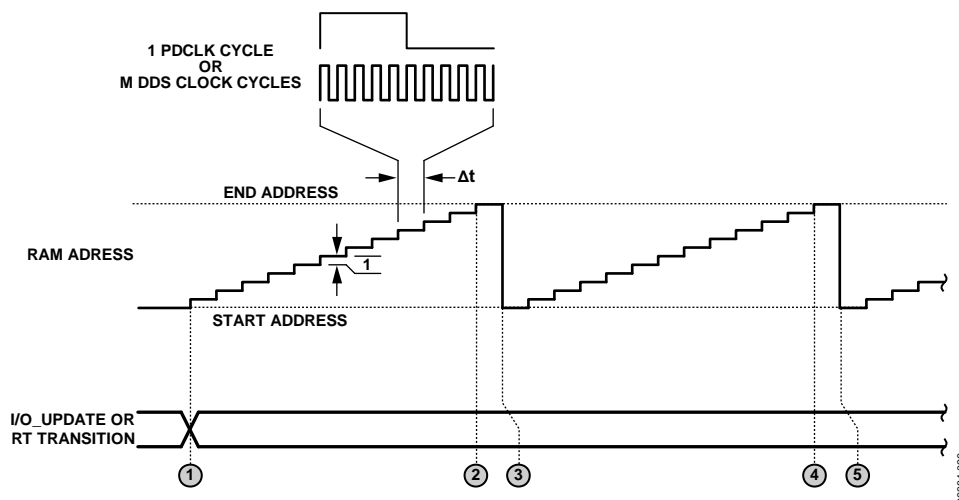 1 PDCLK CYCLE
OR
M DDS CLOCK CYCLES
Δt
END ADDRESS
RAM ADRESS
1
START ADDRESS
I/O_UPDATE OR
RT TRANSITION
1
2
3
4
5